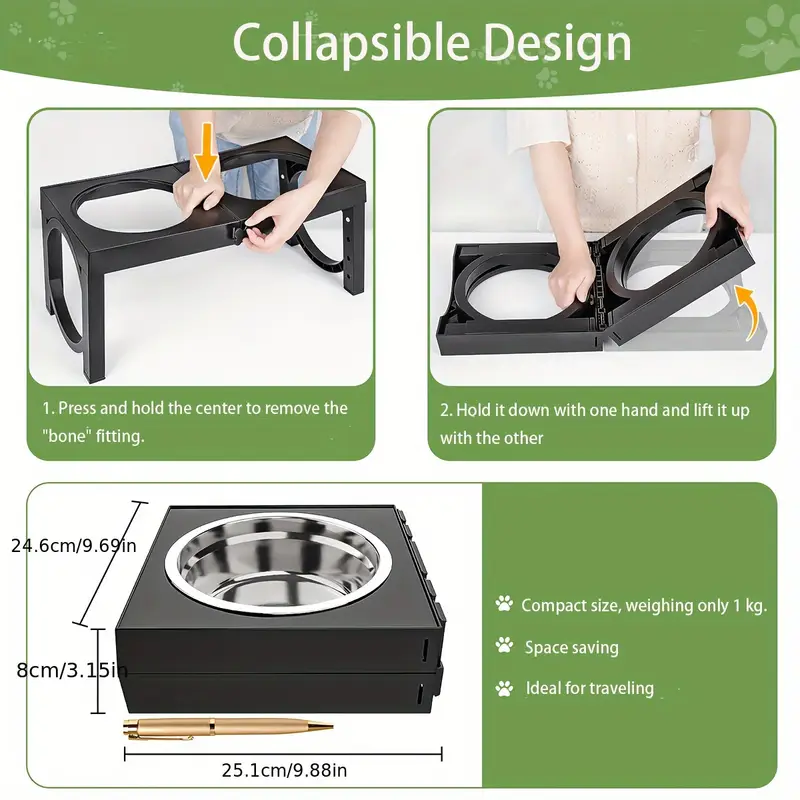 Collapsible Design
1. Press and hold the center to remove the
"bone" fitting.
2. Hold it down with one hand and lift it up
with the other
24.6cm/9.69in
8cm/3.15in
25.1cm/9.88in
Compact size, weighing only 1 kg.
Space saving
Ideal for traveling